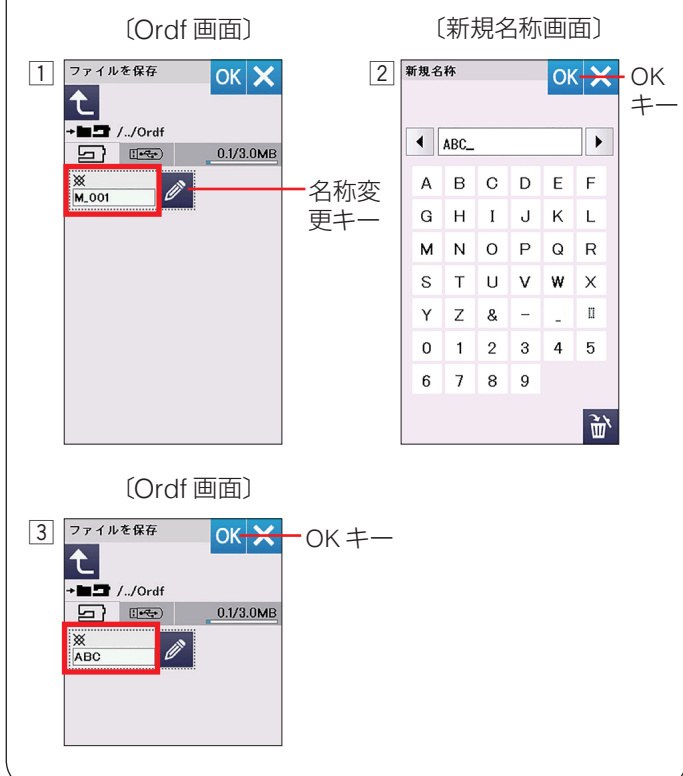 〔Ordf 画面〕
〔新規名称画面〕
1
ファイルを保存
OK
/../Ordf
0.1/3.0MB
M_001
名称変
更キー
2
新規名称
OK
OK
キー
ABC_
A B C D E F
G H I J K L
M N O P Q R
S T U V W X
Y Z & – _
0 1 2 3 4 5
6 7 8 9
〔Ordf 画面〕
3
ファイルを保存
OK
OK キー
/../Ordf
0.1/3.0MB
ABC